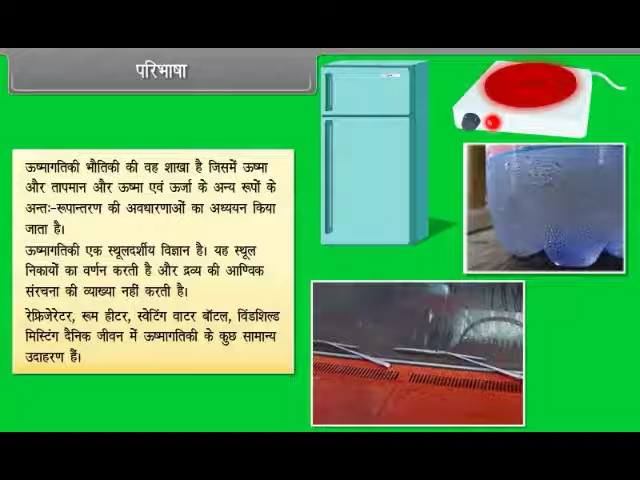 परिभाषा
ऊष्मागतिकी भौतिकी की वह शाखा है जिसमें ऊष्मा
और तापमान और ऊष्मा एवं ऊर्जा के अन्य रूपों के
अन्तः-रूपान्तरण की अवधारणाओं का अध्ययन किया
जाता है।
ऊष्मागतिकी एक स्थूलदर्शीय विज्ञान है। यह स्थूल
निकायों का वर्णन करती है और द्रव्य की आण्विक
संरचना की व्याख्या नहीं करती है।
रेफ्रिजेरेटर, रूम हीटर, स्वेटिंग वाटर बॉटल, विंडशिल्ड
मिस्टिंग दैनिक जीवन में ऊष्मागतिकी के कुछ सामान्य
उदाहरण हैं।